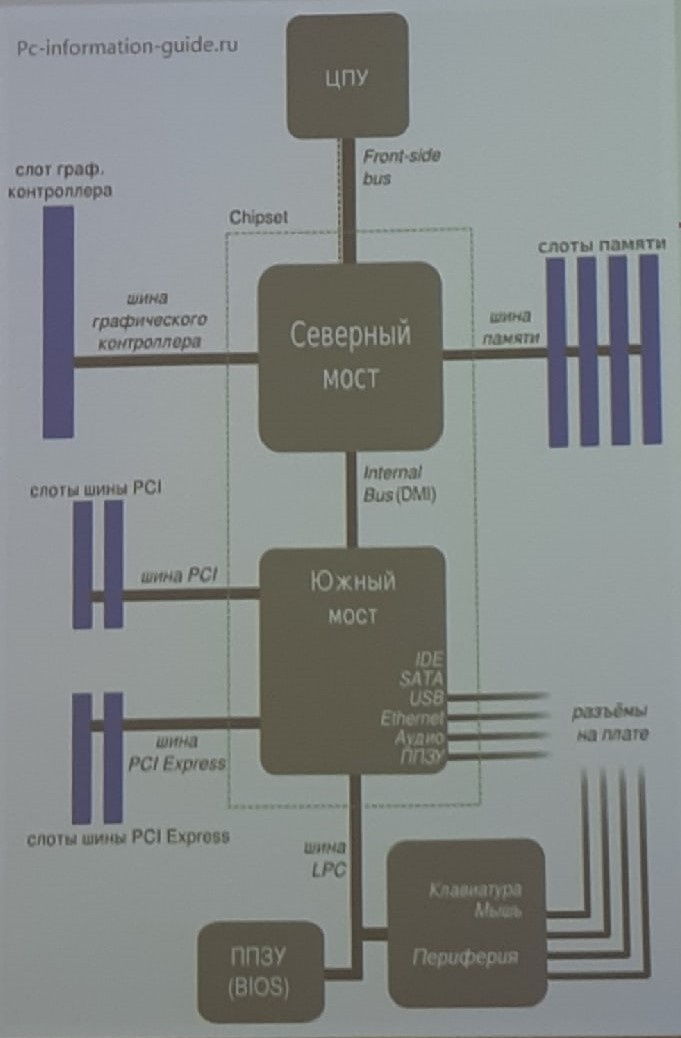 Pc-information-guide.ru
ЦПУ
Front-side
bus
слот граф.
контроллера
Chipset
слоты памяти
шина
графического
контроллера
Северный
мост
шина
памяти
Internal
Bus (DMI)
слоты шины PCI
шина PCI
Южный
мост
IDE
SATA
USB
Ethernet
Аудио
ППЗУ
разъёмы
на плате
шина
PCI Express
слоты шины PCI Express
шина
LPC
Клавиатура
Мышь
Периферия
ППЗУ
(BIOS)